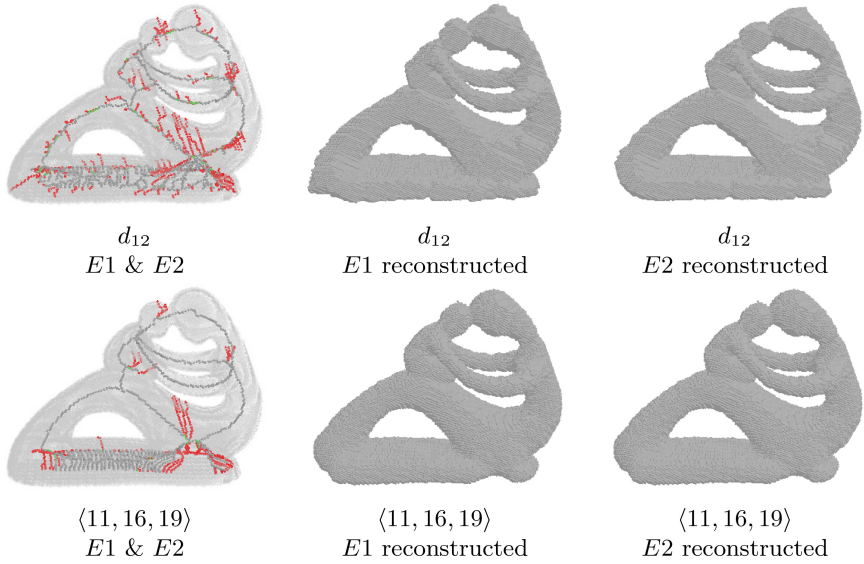 d₁₂ d₁₂ d₁₂
E1 & E2 E1 reconstructed E2 reconstructed
⟨11, 16, 19⟩ ⟨11, 16, 19⟩ ⟨11, 16, 19⟩
E1 & E2 E1 reconstructed E2 reconstructed